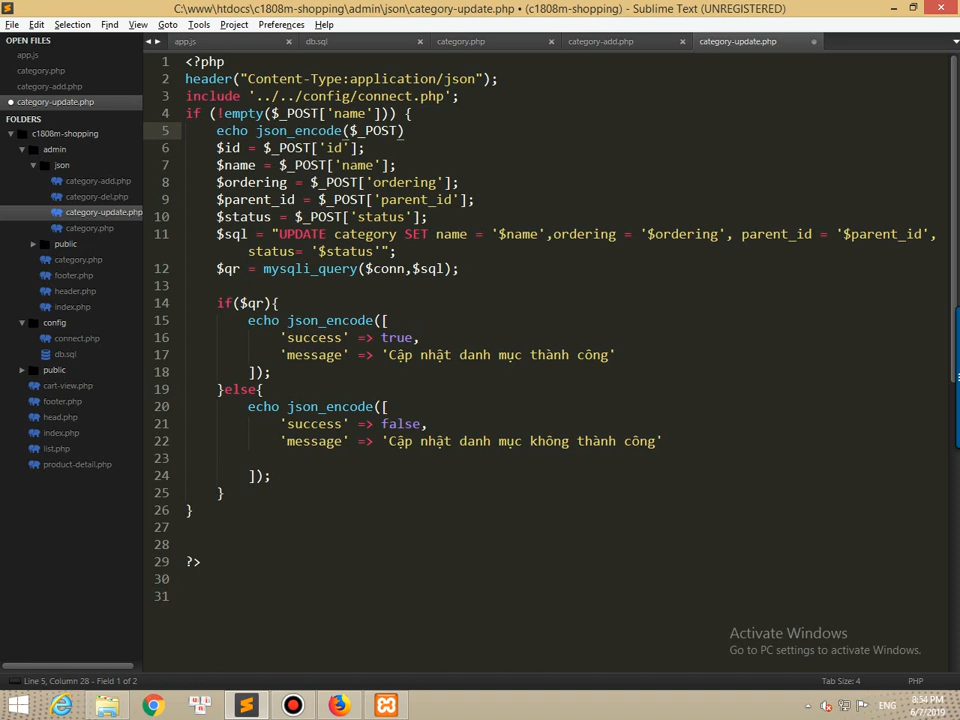 C:\www\htdocs\c1808m-shopping\admin\json\category-update.php • (c1808m-shopping) - Sublime Text (UNREGISTERED)
File Edit Selection Find View Goto Tools Project Preferences Help
OPEN FILES
app.js
category.php
category-add.php
category-update.php
FOLDERS
c1808m-shopping
admin
json
category-add.php
category-del.php
category-update.php
category.php
public
category.php
footer.php
header.php
index.php
config
connect.php
db.sql
public
cart-view.php
footer.php
head.php
index.php
list.php
product-detail.php
app.js db.sql category.php category-add.php category-update.php
1 <?php
2 header("Content-Type:application/json");
3 include '../../config/connect.php';
4 if (!empty($_POST['name'])) {
5 echo json_encode($_POST)
6 $id = $_POST['id'];
7 $name = $_POST['name'];
8 $ordering = $_POST['ordering'];
9 $parent_id = $_POST['parent_id'];
10 $status = $_POST['status'];
11 $sql = "UPDATE category SET name = '$name',ordering = '$ordering', parent_id = '$parent_id',
status= '$status'";
12 $qr = mysqli_query($conn,$sql);
13
14 if($qr){
15 echo json_encode([
16 'success' => true,
17 'message' => 'Cập nhật danh mục thành công'
18 ]);
19 }else{
20 echo json_encode([
21 'success' => false,
22 'message' => 'Cập nhật danh mục không thành công'
23
24 ]);
25 }
26 }
27
28
29 ?>
30
31
Activate Windows
Go to PC settings to activate Windows.
Line 5, Column 28 - Field 1 of 2 Tab Size: 4 PHP
ENG
8:54 PM
6/7/2019